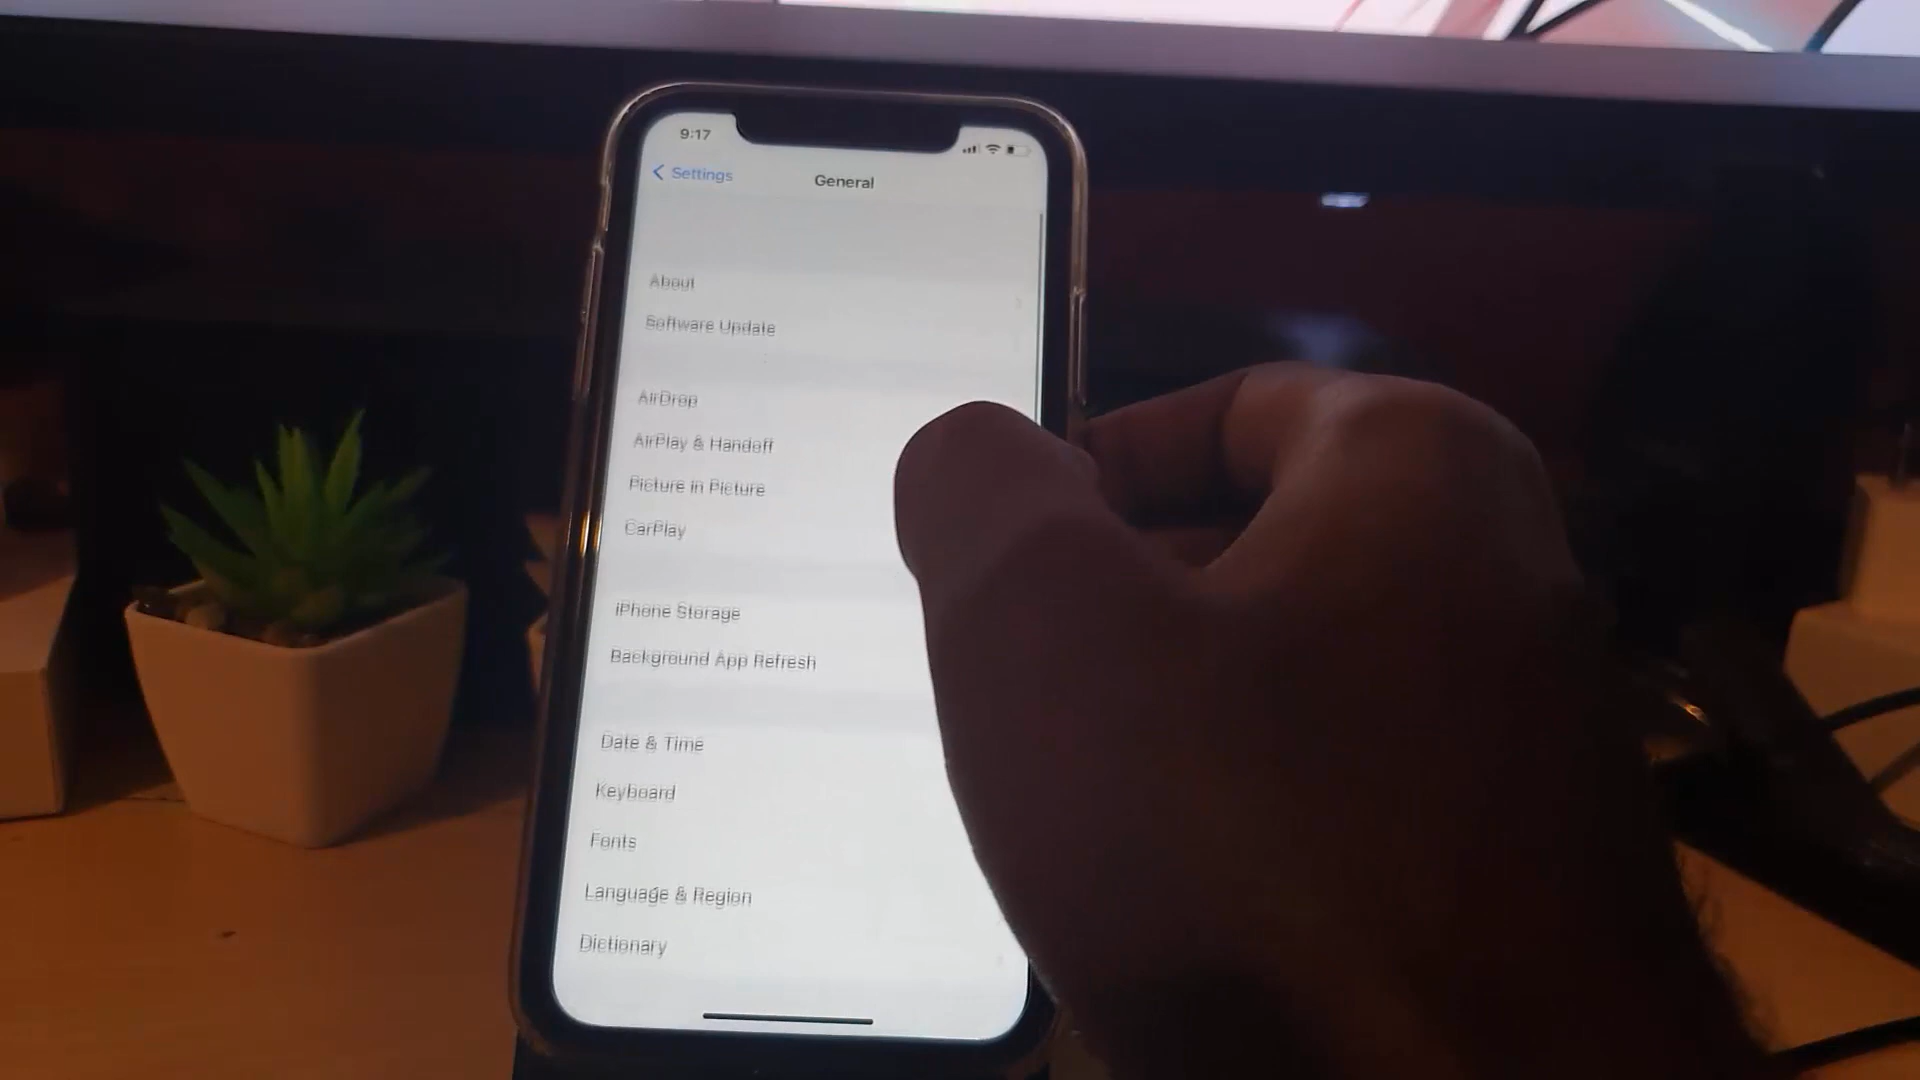 9:17
Settings
General
About
Software Update
AirDrop
AirPlay & Handoff
Picture in Picture
CarPlay
iPhone Storage
Background App Refresh
Date & Time
Keyboard
Fonts
Language & Region
Dictionary